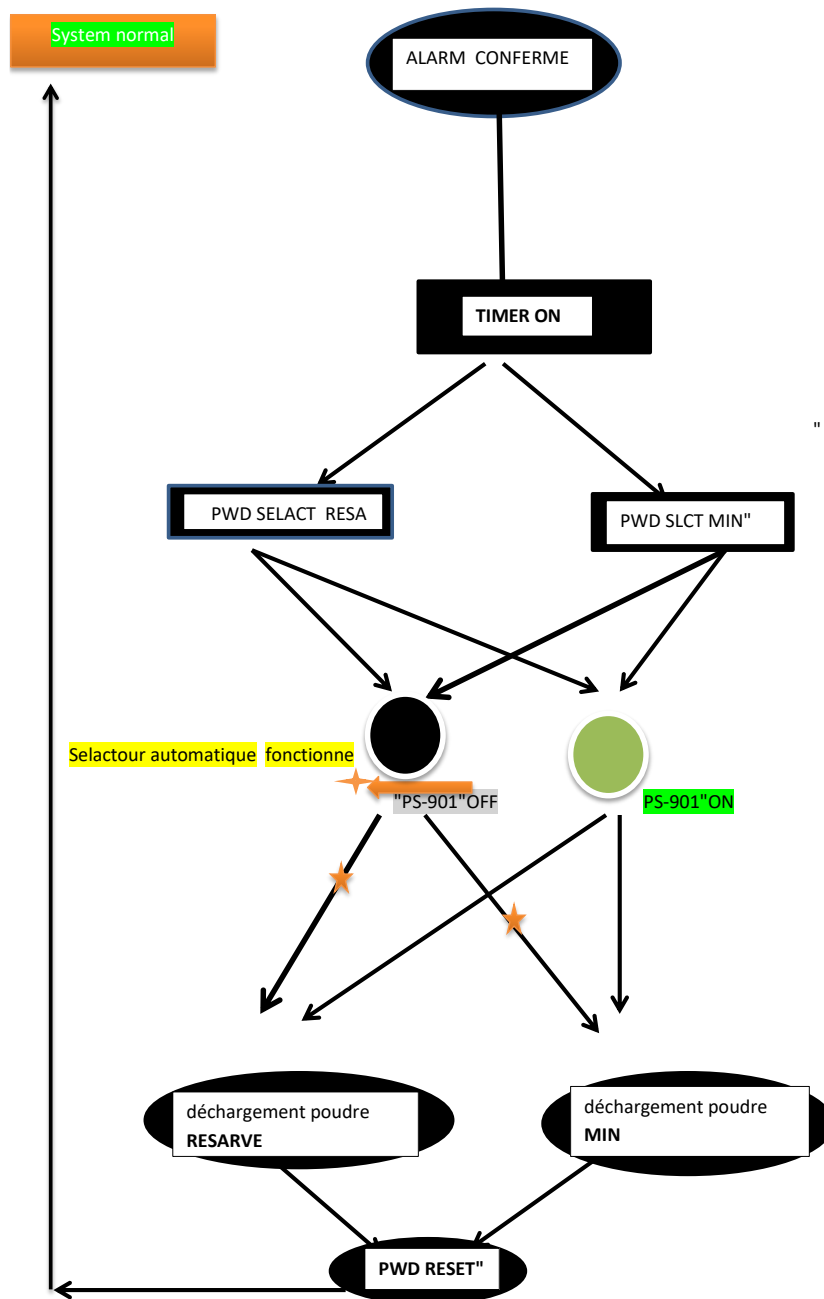 System normal
ALARM  CONFERME
TIMER ON
"
PWD SELACT  RESA
PWD SLCT MIN"
Selactour automatique  fonctionne
"PS-901"OFF
PS-901"ON
déchargement poudre
RESARVE
déchargement poudre
MIN
PWD RESET"